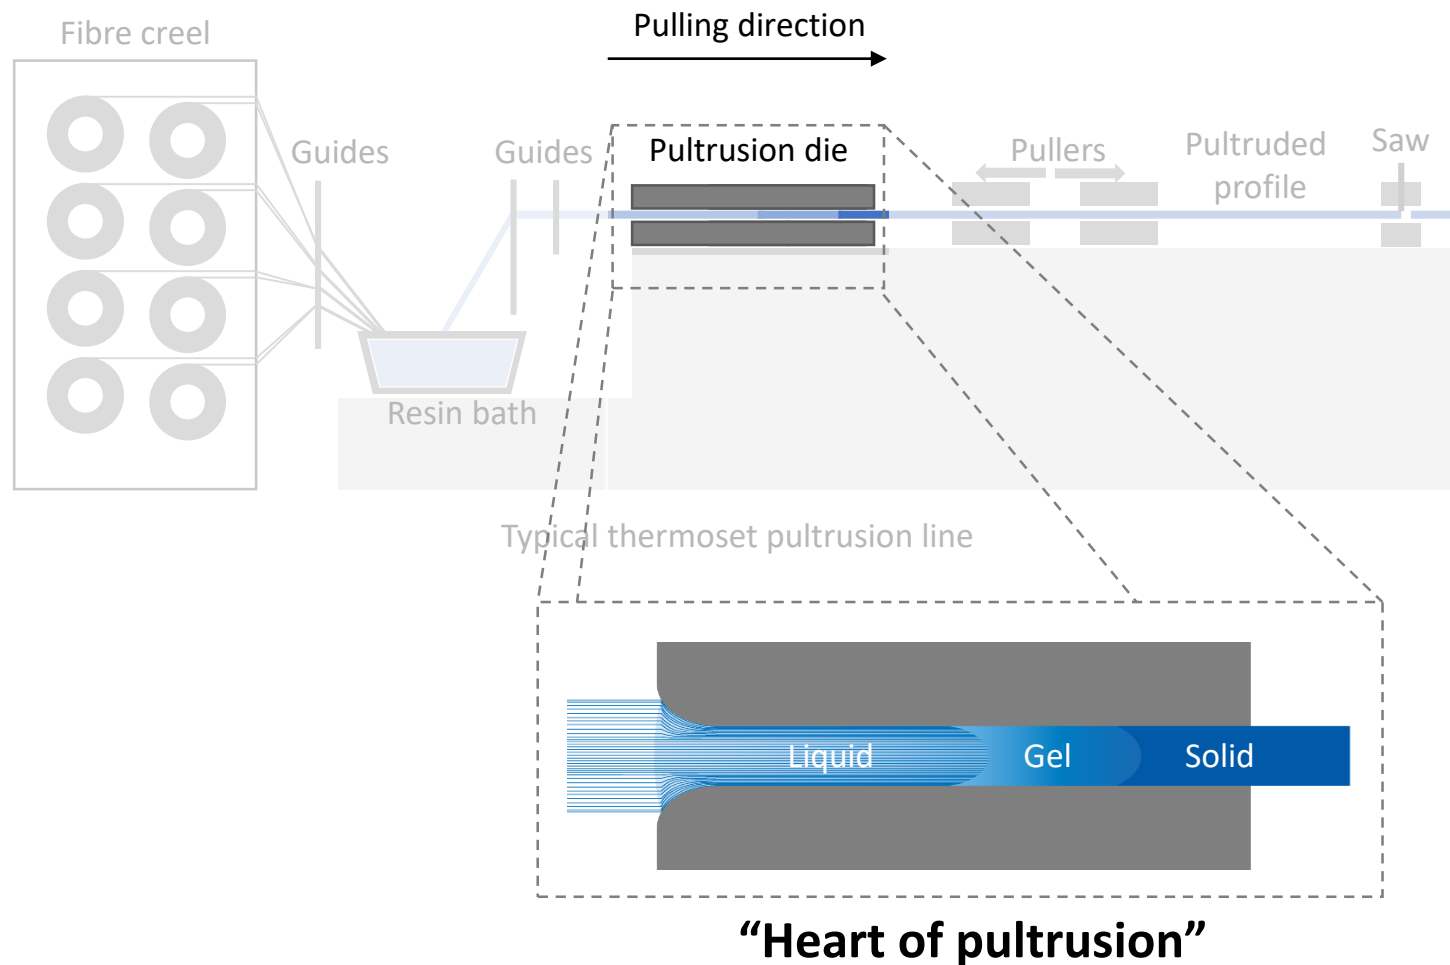 Pulling direction
Fibre creel
Guides
Guides
Pultrusion die
Pullers
Pultruded
profile
Saw
Resin bath
Typical thermoset pultrusion line
Liquid
Gel
Solid
“Heart of pultrusion”